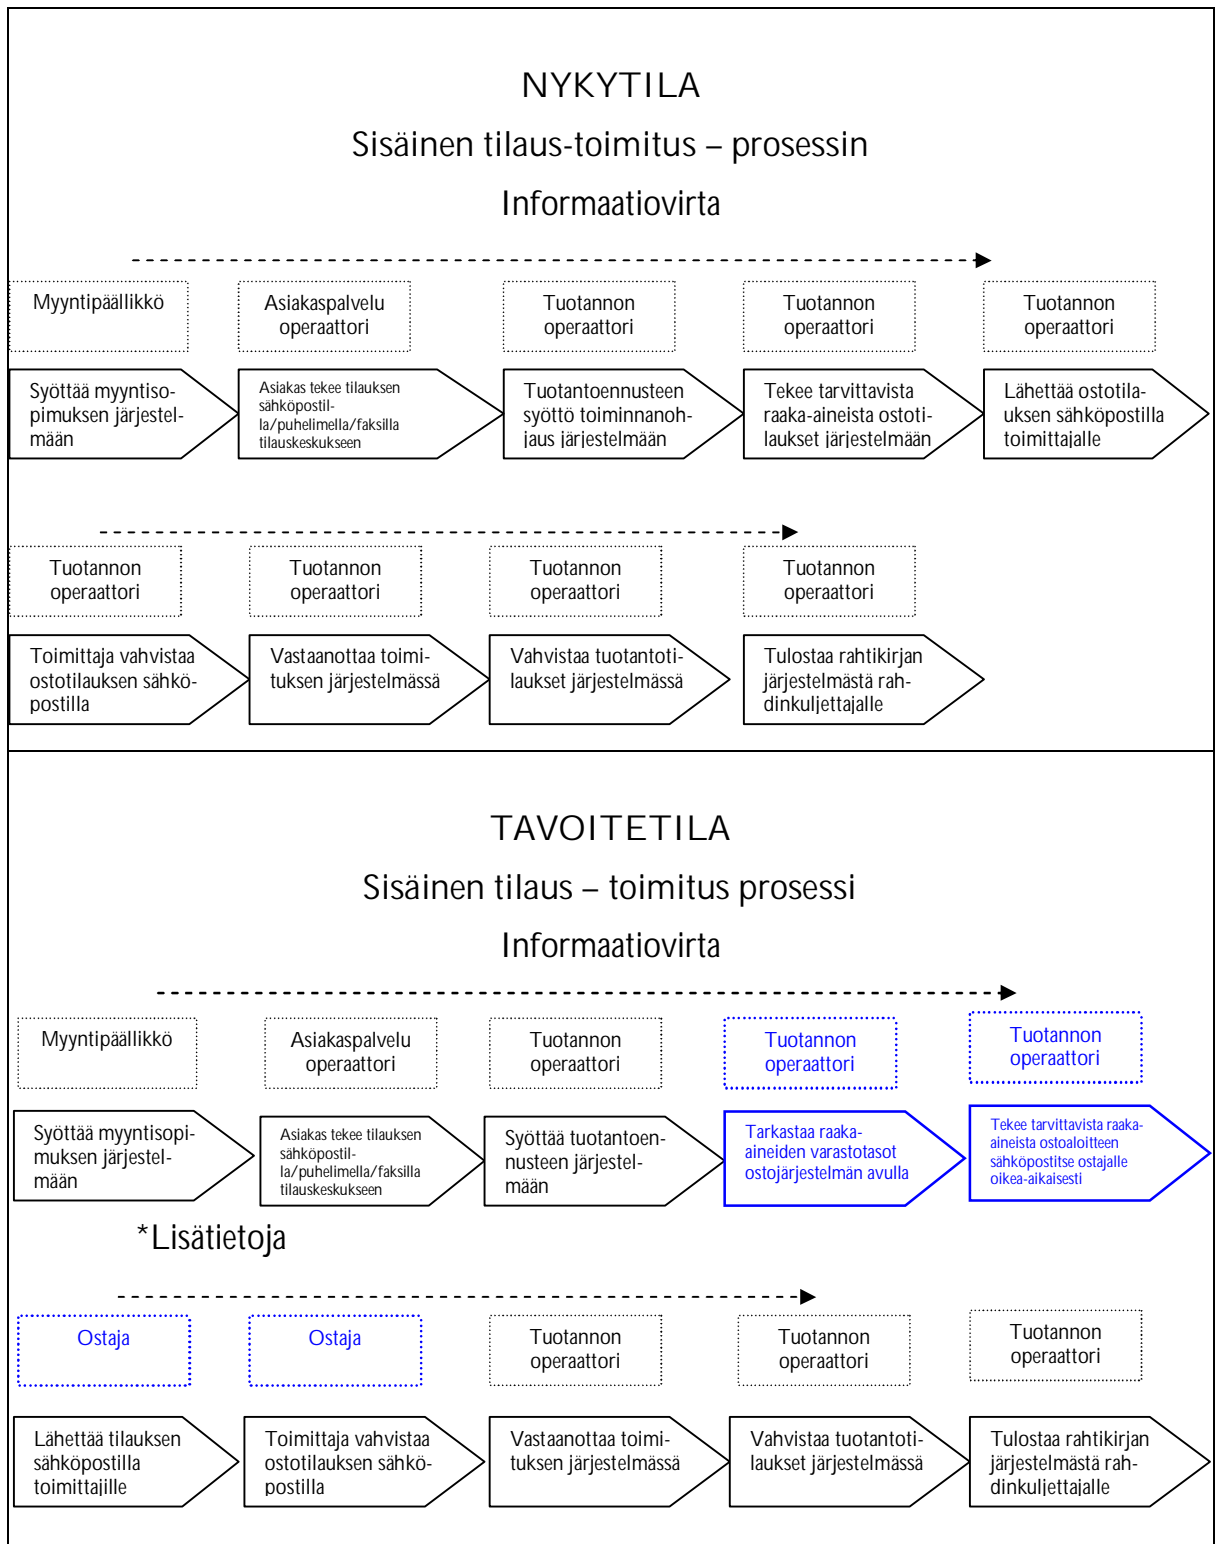 NYKYTILA
Sisäinen tilaus-toimitus – prosessin
Informaatiovirta
Myyntipäällikkö
Asiakaspalvelu
operaattori
Tuotannon
operaattori
Tuotannon
operaattori
Tuotannon
operaattori
Syöttää myyntiso-
pimuksen järjestel-
mään
Asiakas tekee tilauksen
sähköpostil-
la/puhelimella/faksilla
tilauskeskukseen
Tuotantoennusteen
syöttö toiminnanoh-
jaus järjestelmään
Tekee tarvittavista
raaka-aineista ostoti-
laukset järjestelmään
Lähettää ostotila-
uksen sähköpostilla
toimittajalle
Tuotannon
operaattori
Tuotannon
operaattori
Tuotannon
operaattori
Tuotannon
operaattori
Toimittaja vahvistaa
ostotilauksen sähkö-
postilla
Vastaanottaa toimi-
tuksen järjestelmässä
Vahvistaa tuotantoti-
laukset järjestelmässä
Tulostaa rahtikirjan
järjestelmästä rah-
dinkuljettajalle
TAVOITETILA
Sisäinen tilaus – toimitus prosessi
Informaatiovirta
Myyntipäällikkö
Asiakaspalvelu
operaattori
Tuotannon
operaattori
Tuotannon
operaattori
Tuotannon
operaattori
Syöttää myyntisopi-
muksen järjestel-
mään
Asiakas tekee tilauksen
sähköpostil-
la/puhelimella/faksilla
tilauskeskukseen
Syöttää tuotantoen-
nusteen järjestel-
mään
Tarkastaa raaka-
aineiden varastotasot
ostojärjestelmän avulla
Tekee tarvittavista raaka-
aineista ostoaloitteen
sähköpostitse ostajalle
oikea-aikaisesti
*Lisätietoja
Ostaja
Ostaja
Tuotannon
operaattori
Tuotannon
operaattori
Tuotannon
operaattori
Lähettää tilauksen
sähköpostilla
toimittajille
Toimittaja vahvistaa
ostotilauksen sähkö-
postilla
Vastaanottaa toimi-
tuksen järjestelmässä
Vahvistaa tuotantoti-
laukset järjestelmässä
Tulostaa rahtikirjan
järjestelmästä rah-
dinkuljettajalle